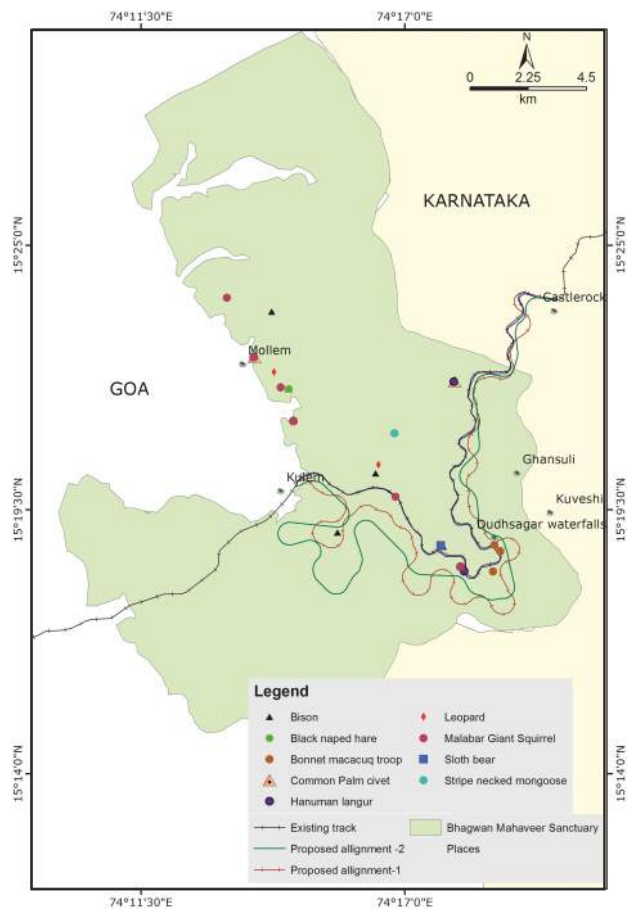 74°11'30"E 74°17'0"E
N
0 2.25 4.5
km
KARNATAKA
15°25'0"N 15°25'0"N
Castlerock
Mollem
GOA
Ghansuli
Kulem
Kuveshi
15°19'30"N 15°19'30"N
Dudhsagar waterfalls
Legend
Bison Leopard
Black naped hare Malabar Giant Squirrel
Bonnet macacuq troop Sloth bear
Common Palm civet Stripe necked mongoose
Hanuman langur
15°14'0"N 15°14'0"N
Existing track Bhagwan Mahaveer Sanctuary
Proposed allignment -2 Places
Proposed allignment-1
74°11'30"E 74°17'0"E